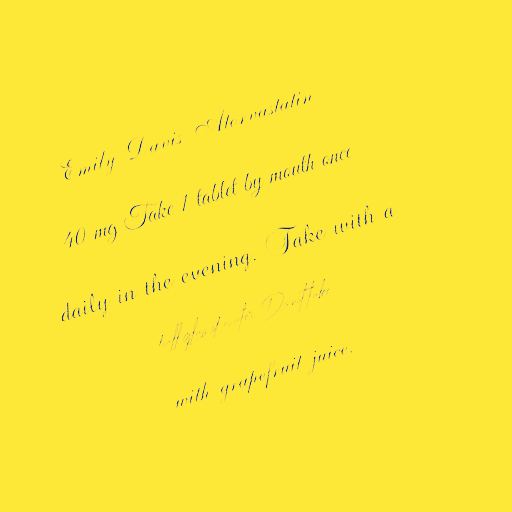 Emily Davis Atorvastatin
40 mg Take 1 tablet by mouth once
daily in the evening. Take with a
with grapefruit juice.